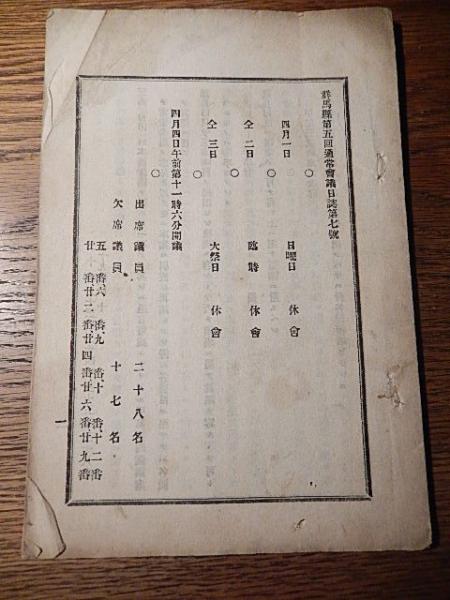 群馬縣第五回通常會議日誌第七號
○
四月一日 日曜日 休會
○
仝二日 臨時 休會
○
仝三日 大祭日 休會
○
四月四日午前第十一時六分開議
○
出席議員 二十八名
欠席議員 十七名
五番、六番、九番、十番、十二番
廿番、廿二番、廿四番、廿六番、廿九番
一